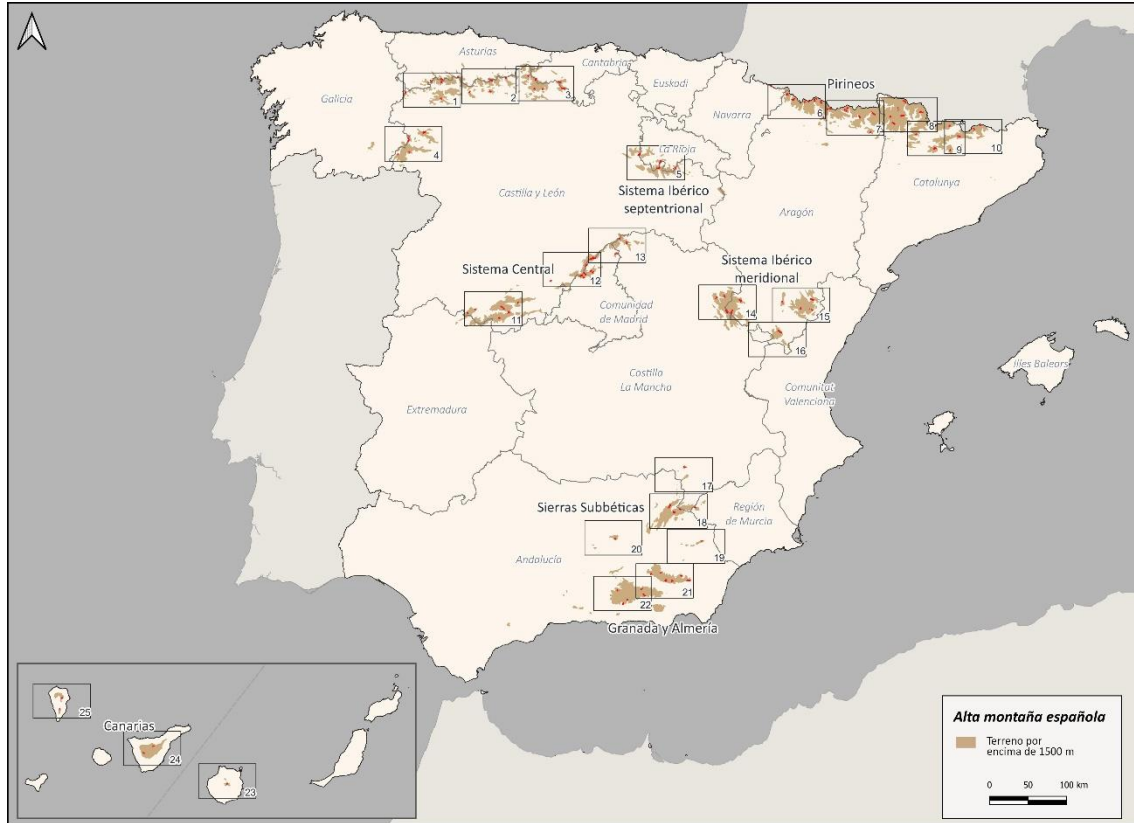 Asturias
Cantabrias
Euskadi
Pirineos
Galicia
Navarra
1
2
3
4
6
7
8
9
10
La Rioja
5
Catalunya
Castilla y León
Sistema Ibérico
septentrional
Aragón
Sistema Central
13
12
11
Sistema Ibérico
meridional
Comunidad
de Madrid
14
15
16
Illes Balears
Castilla
La Mancha
Comunitat
Valenciana
Extremadura
17
Sierras Subbéticas
18
Región
de Murcia
20
19
Andalucía
21
22
Granada y Almería
25
Canarias
24
23
Alta montaña española
Terreno por
encima de 1500 m
0 50 100 km